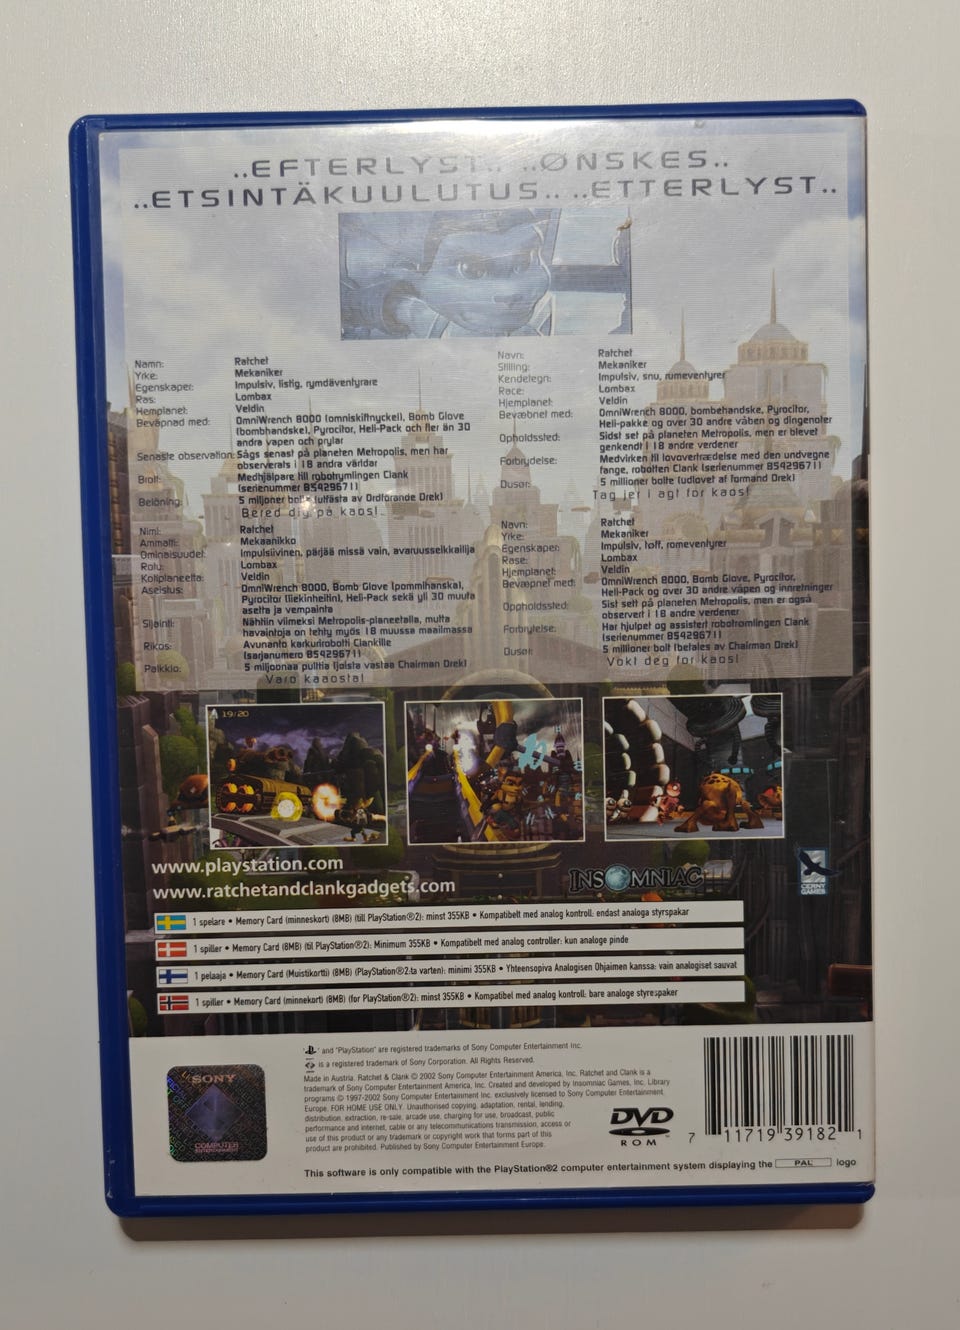 ..EFTERLYST.. ..ØNSKES..
..ETSINTÄKUULUTUS.. ..ETTERLYST..
Namn: Ratchet
Yrke: Mekaniker
Egenskaper: Impulsiv, listig, rymdäventyrare
Ras: Lombax
Hemplanet: Veldin
Beväpnad med: OmniWrench 8000 (omniskiftnyckel), Bomb Glove
(bombhandske), Pyrocitor, Heli-Pack och fler än 30
andra vapen och prylar
Senaste observation: Sågs senast på planeten Metropolis, men har
observerats i 18 andra världar
Brott: Medhjälpare till robotrymlingen Clank
(serienummer B54296711)
Belöning: 5 miljoner bolt (utfästa av Ordförande Drek)
Bered dig på kaos!
Navn: Ratchet
Stilling: Mekaniker
Kendetegn: Impulsiv, snu, rumeventyrer
Race: Lombax
Hjemplanet: Veldin
Bevæbnet med: OmniWrench 8000, bombehandske, Pyrocitor,
Heli-pakke og over 30 andre våben og dingenoter
Opholdssted: Sidst set på planeten Metropolis, men er blevet
genkendt i 18 andre verdener
Forbrydelse: Medvirken til lovovertrædelse med den undvegne
fange, robotten Clank (serienummer B54296711)
Dusør: 5 millioner bolte (udlovet af formand Drek)
Tag jer i agt for kaos!
Nimi: Ratchet
Ammatti: Mekaanikko
Ominaisuudet: Impulsiivinen, pärjää missä vain, avaruusseikkailija
Rotu: Lombax
Kotiplaneetta: Veldin
Aseistus: OmniWrench 8000, Bomb Glove (pommihanska),
Pyrocitor (liekinheitin), Heli-Pack sekä yli 30 muuta
asetta ja vempainta
Sijainti: Nähtiin viimeksi Metropolis-planeetalla, mutta
havaintoja on tehty myös 18 muussa maailmassa
Rikos: Avunanto karkurirobotti Clankille
(sarjanumero B54296711)
Palkkio: 5 miljoonaa pulttia (joista vastaa Chairman Drek)
Varo kaaosta!
Navn: Ratchet
Yrke: Mekaniker
Egenskaper: Impulsiv, tøff, romeventyrer
Rase: Lombax
Hjemplanet: Veldin
Bevæpnet med: OmniWrench 8000, Bomb Glove, Pyrocitor,
Heli-Pack og over 30 andre våpen og innretninger
Oppholdssted: Sist sett på planeten Metropolis, men er også
observert i 18 andre verdener
Forbrytelse: Har hjulpet og assistert robotrømlingen Clank
(serienummer B54296711)
Dusør: 5 millioner bolt (betales av Chairman Drek)
Vokt deg for kaos!
19/20
www.playstation.com
www.ratchetandclankgadgets.com
INSOMNIAC
CERNY
GAMES
1 spelare • Memory Card (minneskort) (8MB) (till PlayStation®2): minst 355KB • Kompatibelt med analog kontroll: endast analoga styrspakar
1 spiller • Memory Card (8MB) (til PlayStation®2): Minimum 355KB • Kompatibelt med analog controller: kun analoge pinde
1 pelaaja • Memory Card (Muistikortti) (8MB) (PlayStation®2:ta varten): minimi 355KB • Yhteensopiva Analogisen Ohjaimen kanssa: vain analogiset sauvat
1 spiller • Memory Card (minnekort) (8MB) (for PlayStation®2): minst 355KB • Kompatibel med analog kontroll: bare analoge styrespaker
SONY
COMPUTER
ENTERTAINMENT
"PS" and "PlayStation" are registered trademarks of Sony Computer Entertainment Inc.
is a registered trademark of Sony Corporation. All Rights Reserved.
Made in Austria. Ratchet & Clank © 2002 Sony Computer Entertainment America, Inc. Ratchet and Clank is a
trademark of Sony Computer Entertainment America, Inc. Created and developed by Insomniac Games, Inc. Library
programs © 1997-2002 Sony Computer Entertainment Inc. exclusively licensed to Sony Computer Entertainment
Europe. FOR HOME USE ONLY. Unauthorised copying, adaptation, rental, lending,
distribution, extraction, re-sale, arcade use, charging for use, broadcast, public
performance and internet, cable or any telecommunications transmission, access or
use of this product or any trademark or copyright work that forms part of this
product are prohibited. Published by Sony Computer Entertainment Europe.
DVD
ROM
7 11719 39182 1
This software is only compatible with the PlayStation®2 computer entertainment system displaying the PAL logo